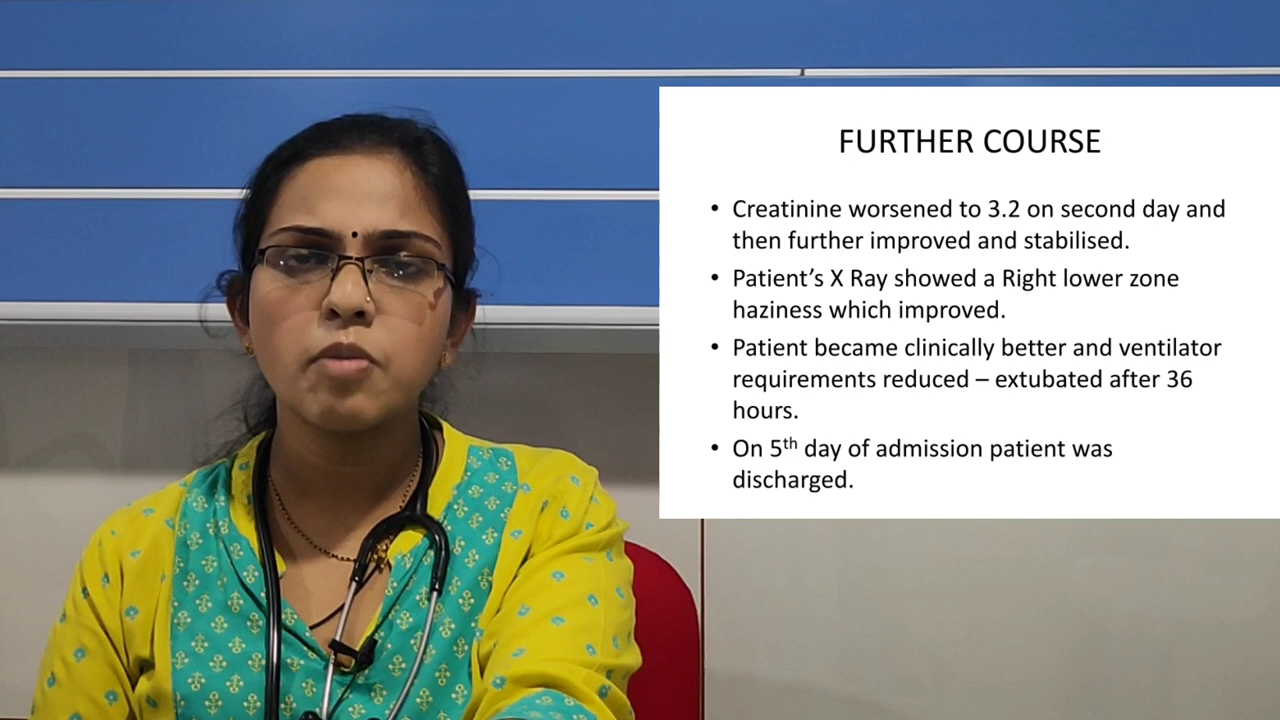 FURTHER COURSE
• Creatinine worsened to 3.2 on second day and
then further improved and stabilised.
• Patient’s X Ray showed a Right lower zone
haziness which improved.
• Patient became clinically better and ventilator
requirements reduced – extubated after 36
hours.
• On 5th day of admission patient was
discharged.